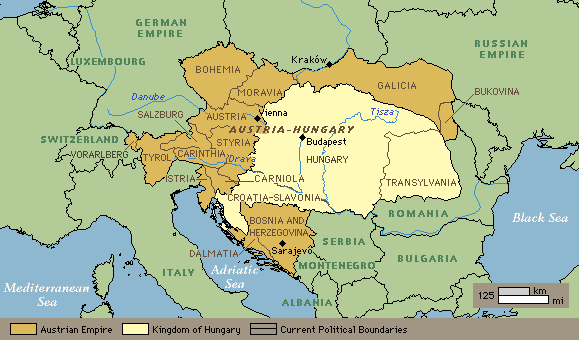 GERMAN
EMPIRE
RUSSIAN
EMPIRE
LUXEMBOURG
Kraków
BOHEMIA
GALICIA
MORAVIA
BUKOVINA
Danube
SALZBURG
Vienna
Tisza
AUSTRIA
AUSTRIA-HUNGARY
SWITZERLAND
STYRIA
Budapest
VORARLBERG
TYROL
CARINTHIA
Drava
HUNGARY
ISTRIA
CARNIOLA
TRANSYLVANIA
CROATIA-SLAVONIA
ROMANIA
Black Sea
BOSNIA AND
HERZEGOVINA
SERBIA
Sarajevo
DALMATIA
BULGARIA
MONTENEGRO
ITALY
Adriatic
Sea
Mediterranean
Sea
ALBANIA
125
km
mi
Austrian Empire
Kingdom of Hungary
Current Political Boundaries